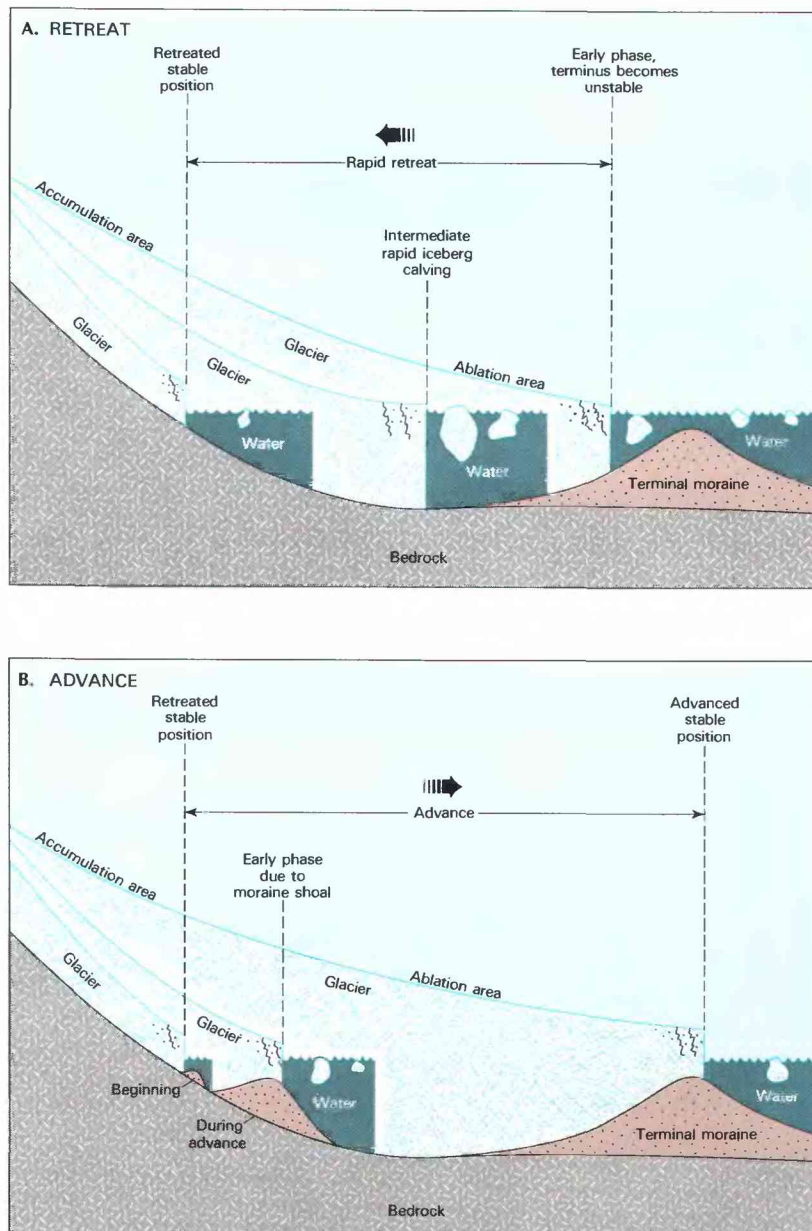 A. RETREAT
Retreated
stable
position
Early phase,
terminus becomes
unstable
Rapid retreat
Accumulation area
Intermediate
rapid iceberg
calving
Glacier
Glacier
Glacier
Ablation area
Water
Water
Water
Terminal moraine
Bedrock
B. ADVANCE
Retreated
stable
position
Advanced
stable
position
Advance
Accumulation area
Early phase
due to
moraine shoal
Glacier
Glacier
Glacier
Ablation area
Beginning
Water
Water
During
advance
Terminal moraine
Bedrock